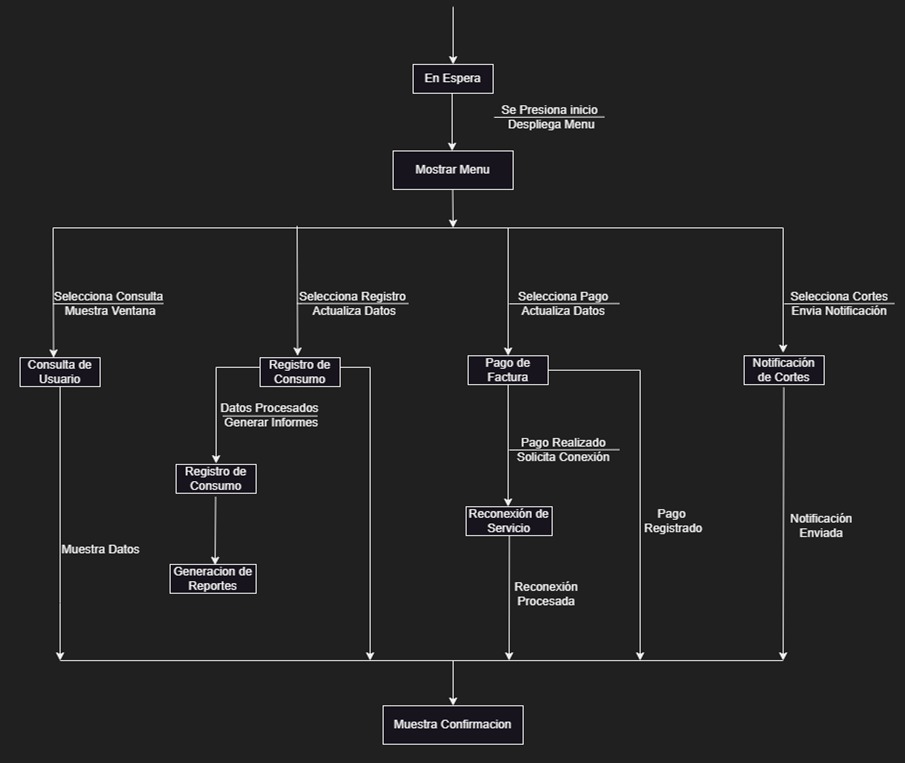 En Espera
Se Presiona inicio
Despliega Menu
Mostrar Menu
Selecciona Consulta
Muestra Ventana
Selecciona Registro
Actualiza Datos
Selecciona Pago
Actualiza Datos
Selecciona Cortes
Envia Notificación
Consulta de
Usuario
Registro de
Consumo
Pago de
Factura
Notificación
de Cortes
Datos Procesados
Generar Informes
Pago Realizado
Solicita Conexión
Registro de
Consumo
Reconexión de
Servicio
Pago
Registrado
Notificación
Enviada
Muestra Datos
Generacion de
Reportes
Reconexión
Procesada
Muestra Confirmacion